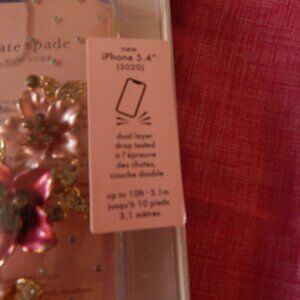 ate spade
NEW YORK
new
iPhone 5.4"
(2020)
dual layer
drop tested
à l'épreuve
des chutes,
couche double
up to 10ft · 3.1m
jusqu'à 10 pieds
3,1 mètres